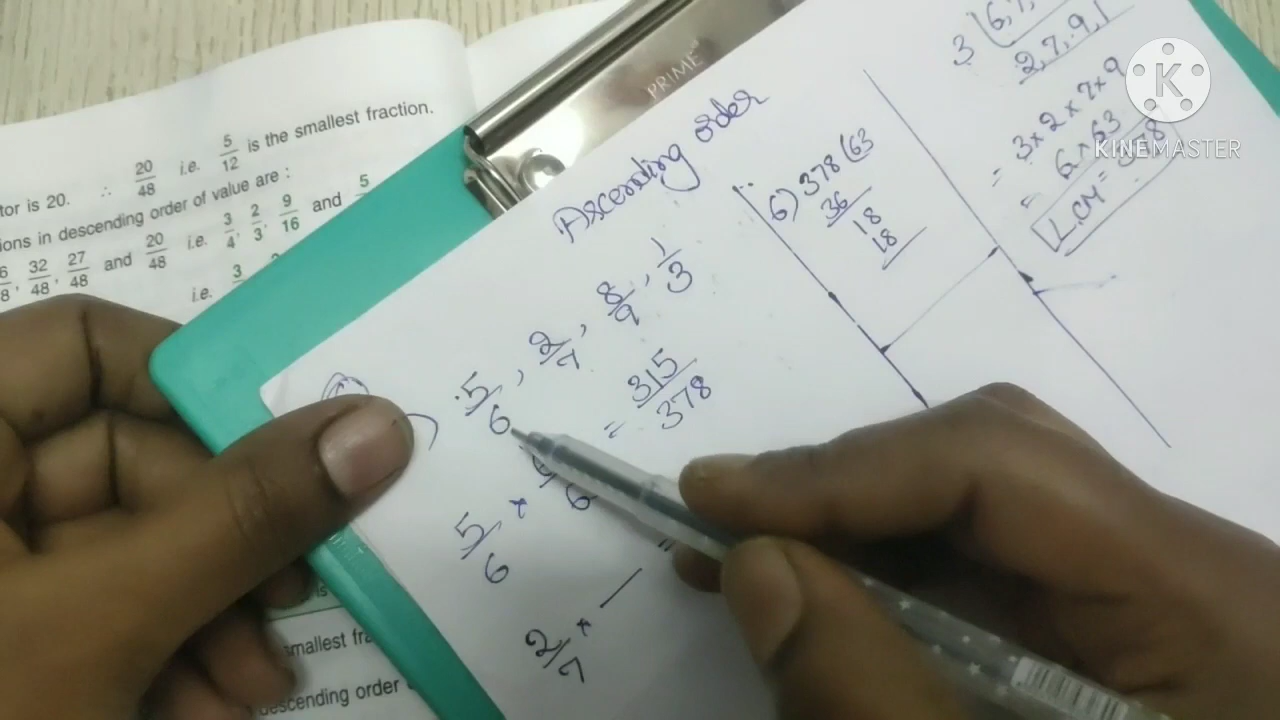 tor is 20. ∴ 20/48 i.e. 5/12 is the smallest fraction.
ions in descending order of value are :
6/8, 32/48, 27/48 and 20/48 i.e. 3/4, 2/3, 9/16 and 5
i.e. 3
smallest fra
descending order
PRIME
Ascending order
5/6, 2/7, 8/9, 1/3
5/6 × 6 = 315/378
2/7 × =
6) 378 (63
36
18
18
3 (6, 7,
2, 7, 9, 1
= 3 × 2 × 7 × 9
= 6 × 63
L.CM = 378
K
KINEMASTER